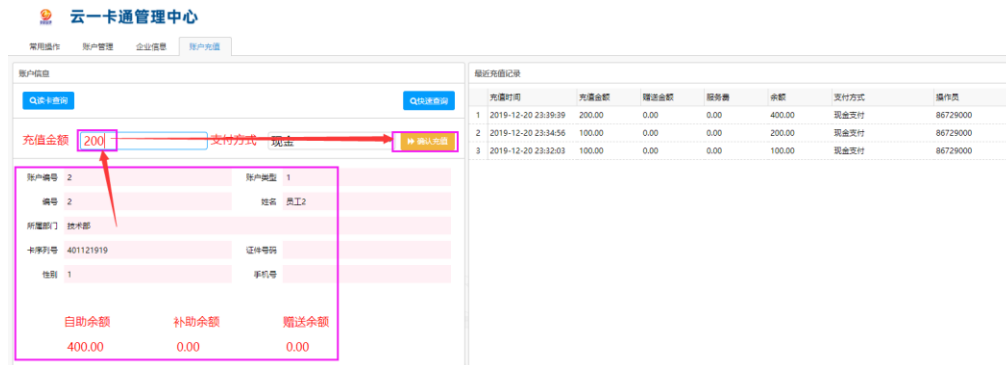 云一卡通管理中心
常用操作 账户管理 企业信息 账户充值
账户信息
读卡查询 快速查询
充值金额 200 支付方式 现金 确认充值
账户编号 2 账户类型 1
编号 2 姓名 员工2
所属部门 技术部
卡序列号 401121919 证件号码
性别 1 手机号
自助余额 补助余额 赠送余额
400.00 0.00 0.00
最近充值记录
充值时间 充值金额 赠送金额 服务费 余额 支付方式 操作员
1 2019-12-20 23:39:39 200.00 0.00 0.00 400.00 现金支付 86729000
2 2019-12-20 23:34:56 100.00 0.00 0.00 200.00 现金支付 86729000
3 2019-12-20 23:32:03 100.00 0.00 0.00 100.00 现金支付 86729000